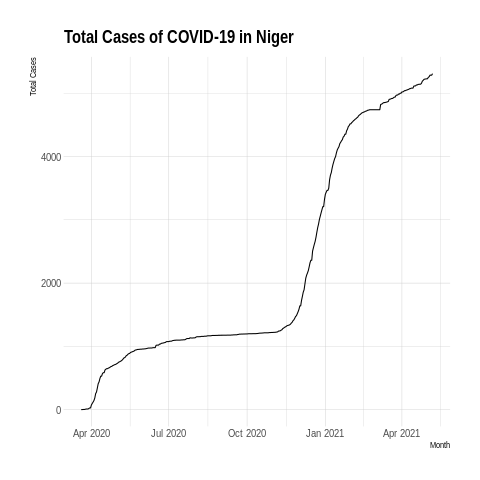 Total Cases of COVID-19 in Niger
Total Cases
4000
2000
0
Apr 2020
Jul 2020
Oct 2020
Jan 2021
Apr 2021
Month